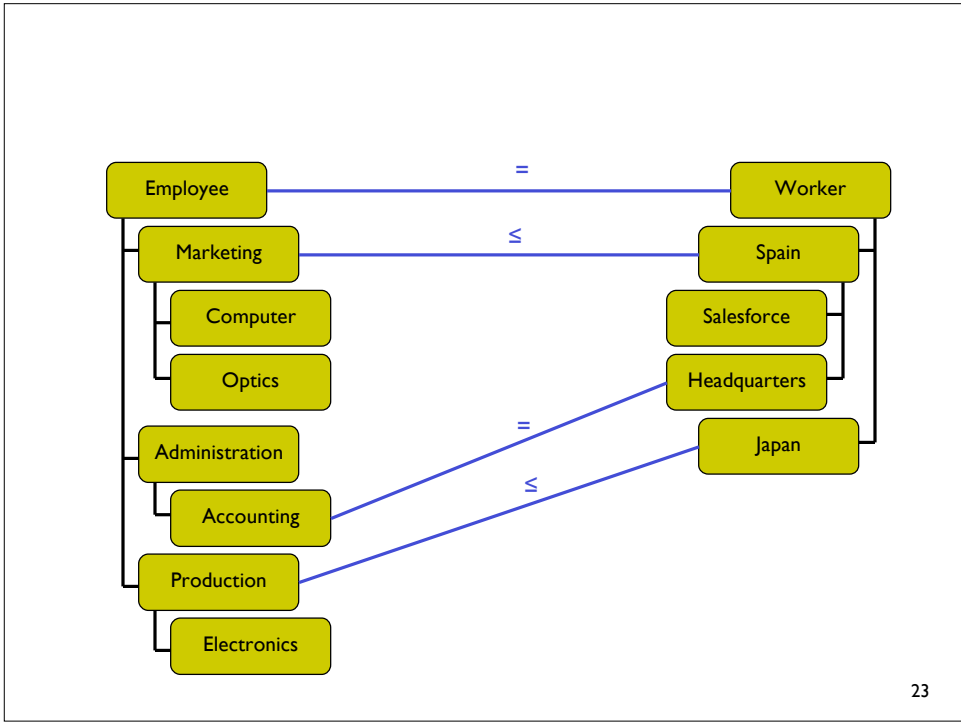 =
Employee
Worker
≤
Marketing
Spain
Computer
Salesforce
Optics
Headquarters
=
Administration
Japan
≤
Accounting
Production
Electronics
23